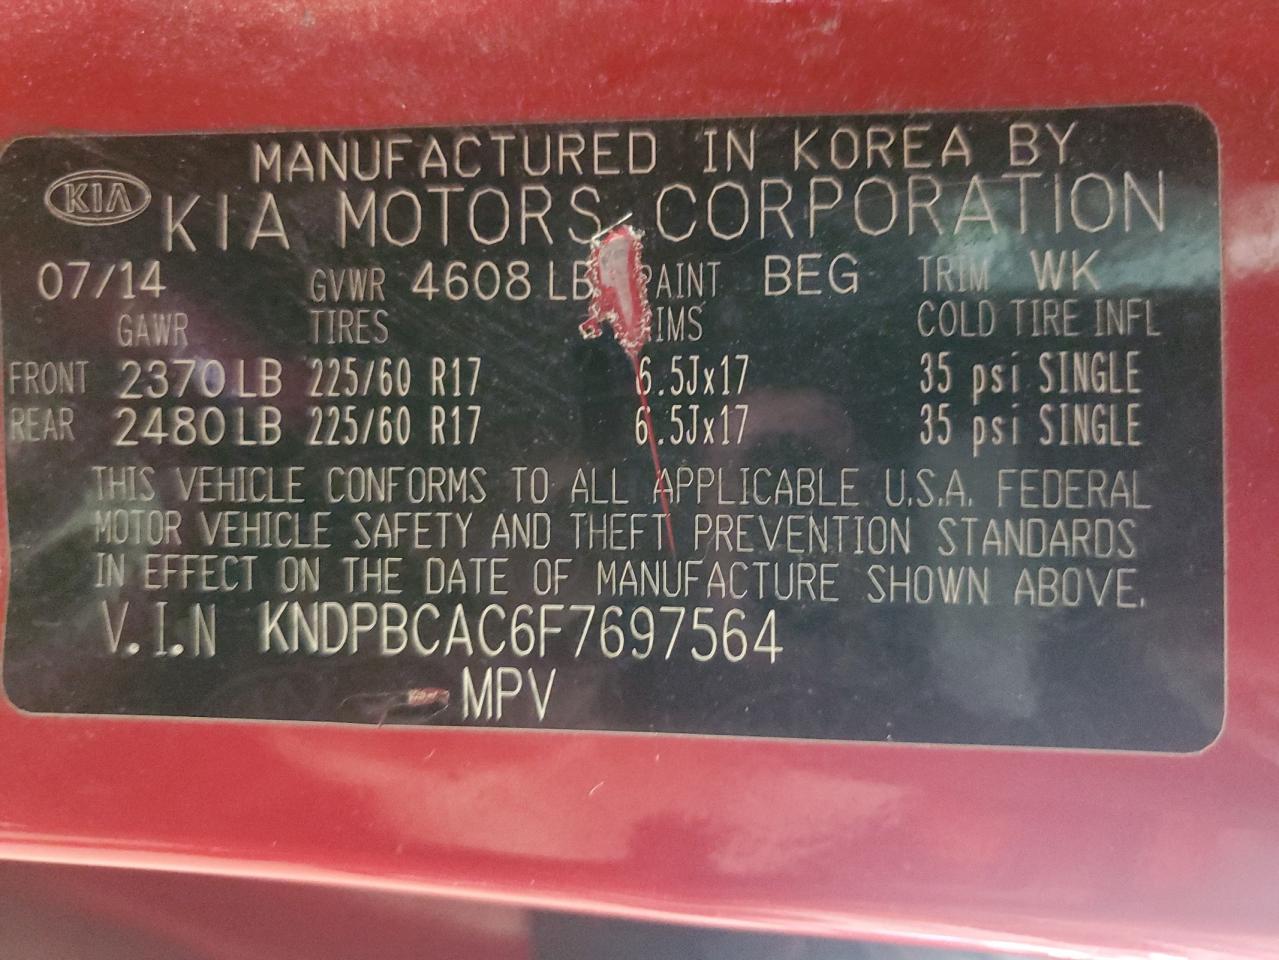 MANUFACTURED IN KOREA BY
KIA KIA MOTORS CORPORATION
07/14 GVWR 4608 LB AINT BEG TRIM WK
GAWR TIRES IMS COLD TIRE INFL
FRONT 2370 LB 225/60 R17 6.5Jx17 35 psi SINGLE
REAR 2480 LB 225/60 R17 6.5Jx17 35 psi SINGLE
THIS VEHICLE CONFORMS TO ALL APPLICABLE U.S.A. FEDERAL
MOTOR VEHICLE SAFETY AND THEFT PREVENTION STANDARDS
IN EFFECT ON THE DATE OF MANUFACTURE SHOWN ABOVE.
V.I.N KNDPBCAC6F7697564
MPV